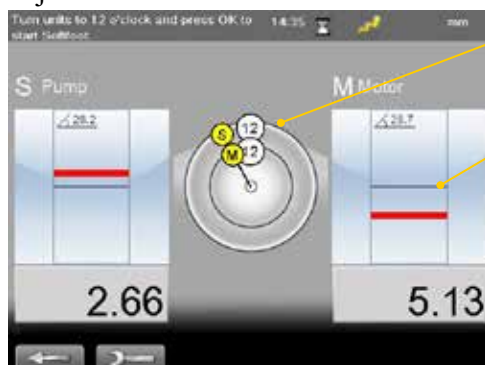 Turn units to 12 o'clock and press OK to
start Softfoot.
14:35
mm
S Pump
M Motor
28.2
28.7
S
12
M
12
2.66
5.13